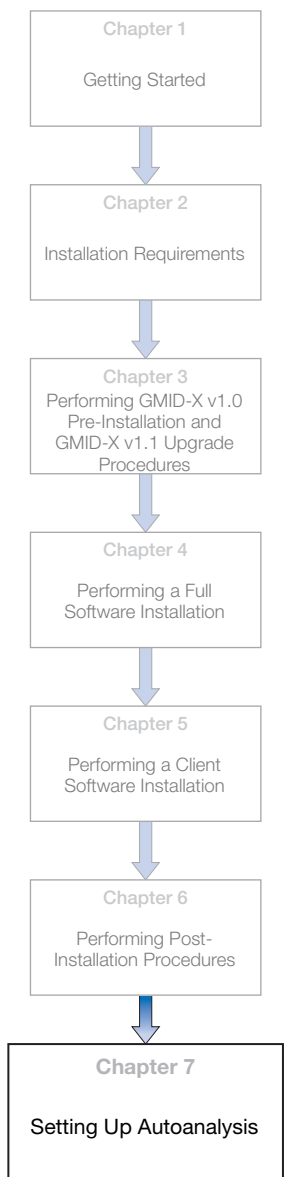 Chapter 1
Getting Started
Chapter 2
Installation Requirements
Chapter 3
Performing GMID-X v1.0
Pre-Installation and
GMID-X v1.1 Upgrade
Procedures
Chapter 4
Performing a Full
Software Installation
Chapter 5
Performing a Client
Software Installation
Chapter 6
Performing Post-
Installation Procedures
Chapter 7
Setting Up Autoanalysis